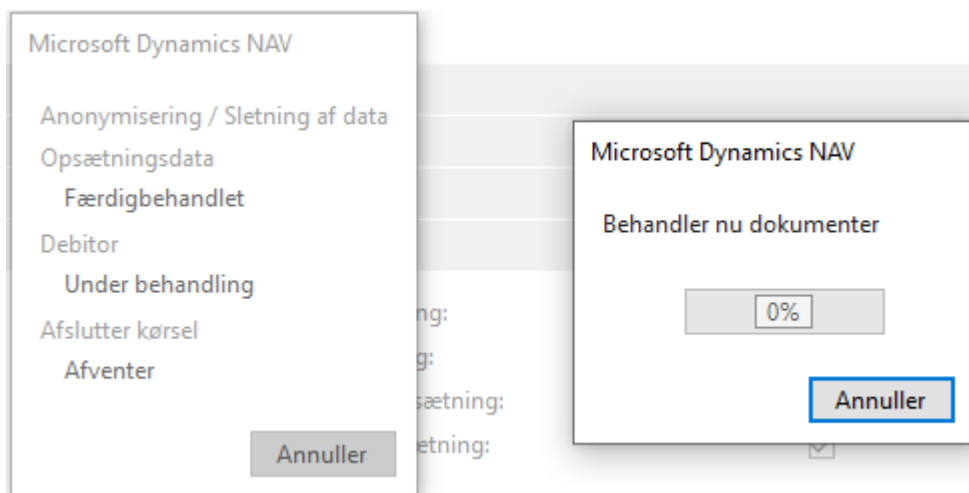 Microsoft Dynamics NAV
Anonymisering / Sletning af data
Opsætningsdata
Færdigbehandlet
Debitor
Under behandling
Afslutter kørsel
Afventer
Annuller
Microsoft Dynamics NAV
Behandler nu dokumenter
0%
Annuller